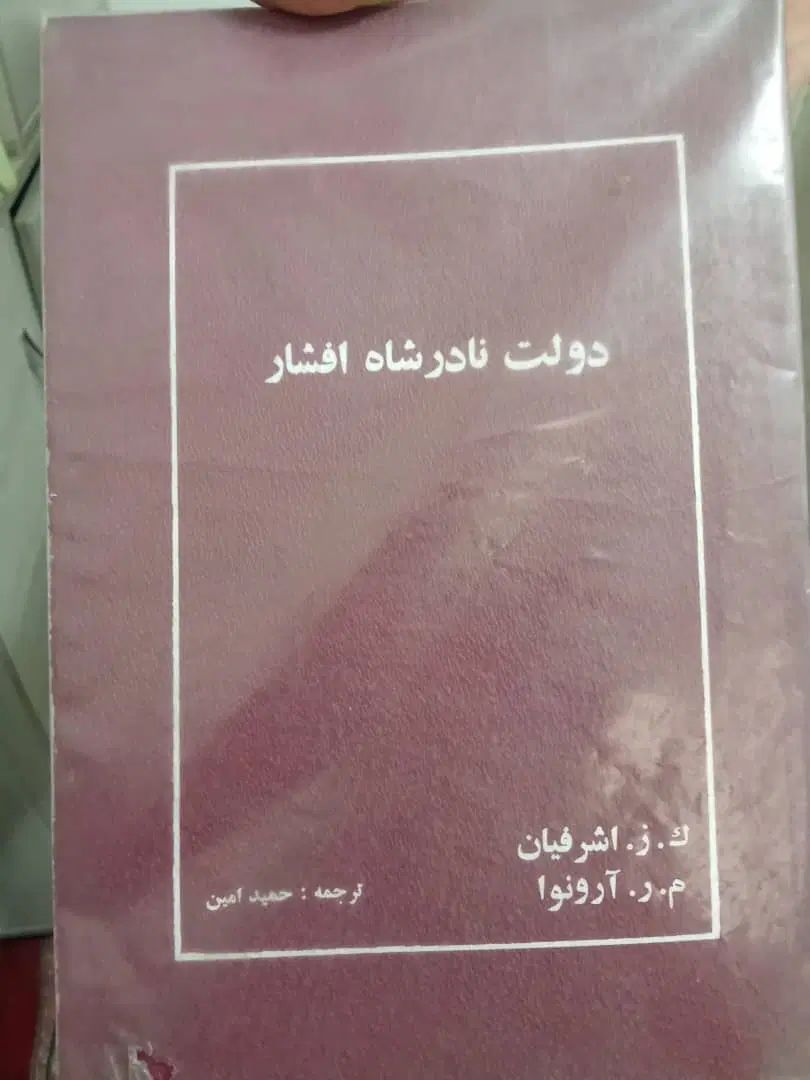 دولت نادرشاه افشار
ك. ز. اشرفیان
م. ر. آرونوا
ترجمه : حمید امین